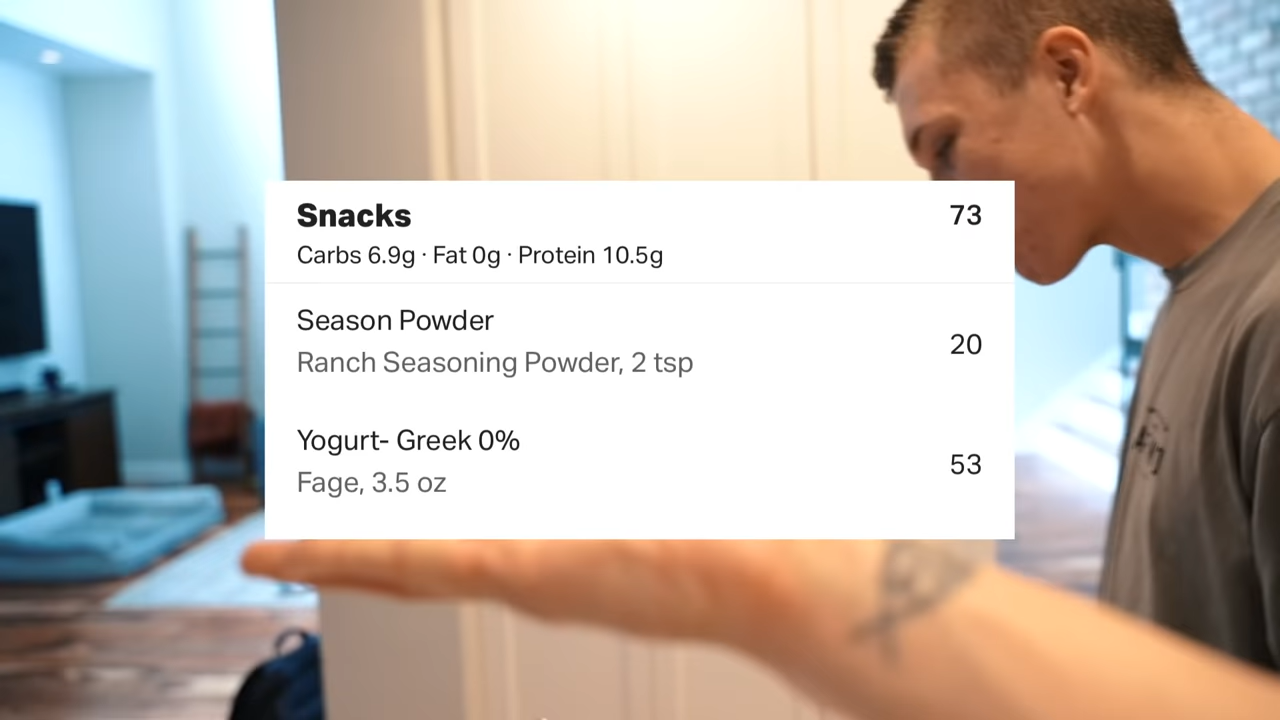 Snacks 73
Carbs 6.9g · Fat 0g · Protein 10.5g
Season Powder
Ranch Seasoning Powder, 2 tsp 20
Yogurt- Greek 0%
Fage, 3.5 oz 53